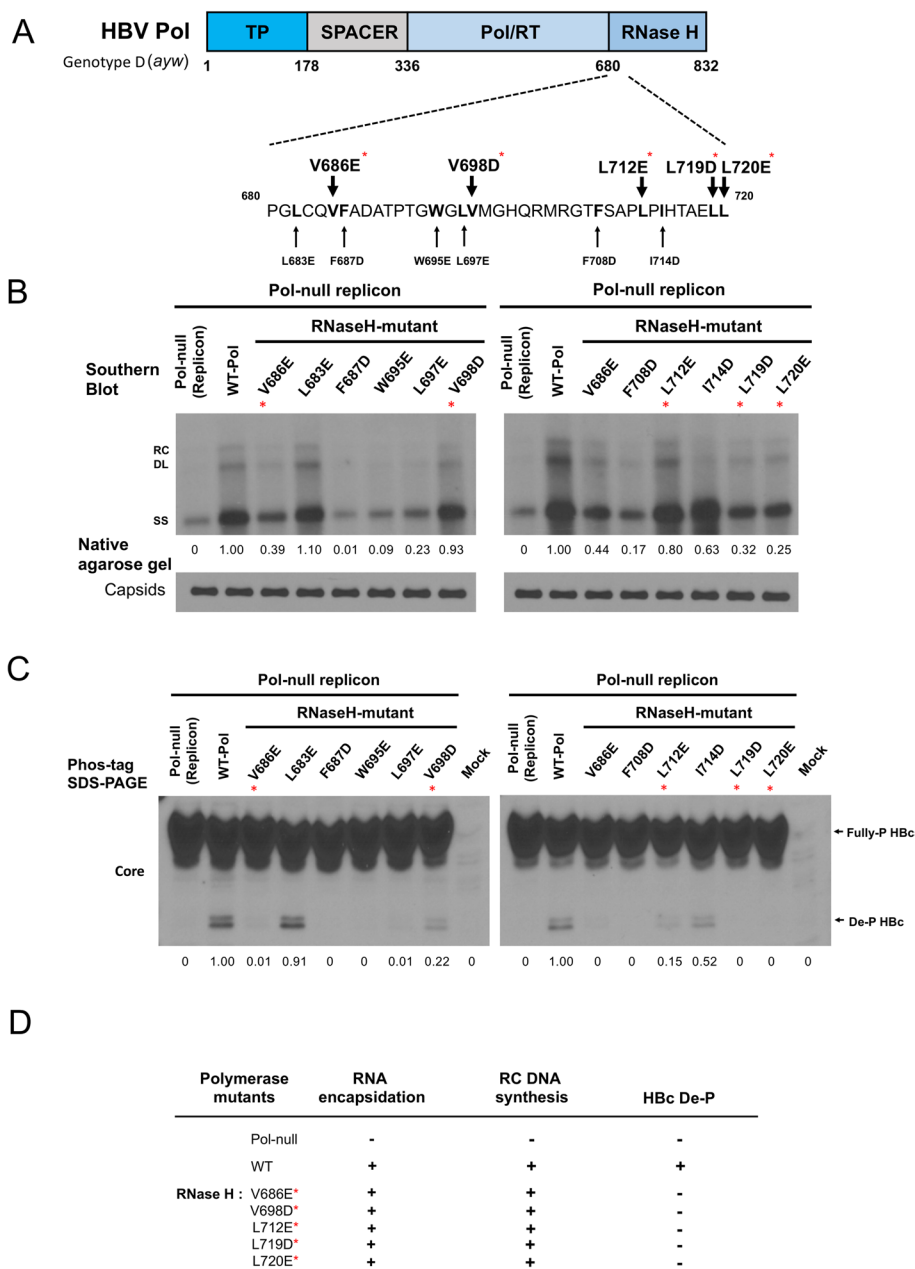 A
HBV Pol
Genotype D (ayw)
TP SPACER Pol/RT RNase H
1 178 336 680 832
V686E* V698D* L712E* L719D* L720E*
680 720
PGLCQVFADATPTGWGLVMGHQRMRGTFSAPLPIHTAELL
L683E F687D W695E L697E F708D I714D
B
Pol-null replicon Pol-null replicon
RNaseH-mutant RNaseH-mutant
Southern Blot
Pol-null (Replicon) WT-Pol V686E L683E F687D W695E L697E V698D
* *
Pol-null (Replicon) WT-Pol V686E F708D L712E I714D L719D L720E
* * *
RC
DL
SS
0 1.00 0.39 1.10 0.01 0.09 0.23 0.93 0 1.00 0.44 0.17 0.80 0.63 0.32 0.25
Native
agarose gel
Capsids
C
Pol-null replicon Pol-null replicon
RNaseH-mutant RNaseH-mutant
Phos-tag
SDS-PAGE
Pol-null (Replicon) WT-Pol V686E L683E F687D W695E L697E V698D Mock
* *
Pol-null (Replicon) WT-Pol V686E F708D L712E I714D L719D L720E Mock
* * *
Fully-P HBc
Core
De-P HBc
0 1.00 0.01 0.91 0 0 0.01 0.22 0 0 1.00 0 0 0.15 0.52 0 0 0
D
Polymerase mutants RNA encapsidation RC DNA synthesis HBc De-P
Pol-null - - -
WT + + +
RNase H : V686E* + + -
V698D* + + -
L712E* + + -
L719D* + + -
L720E* + + -